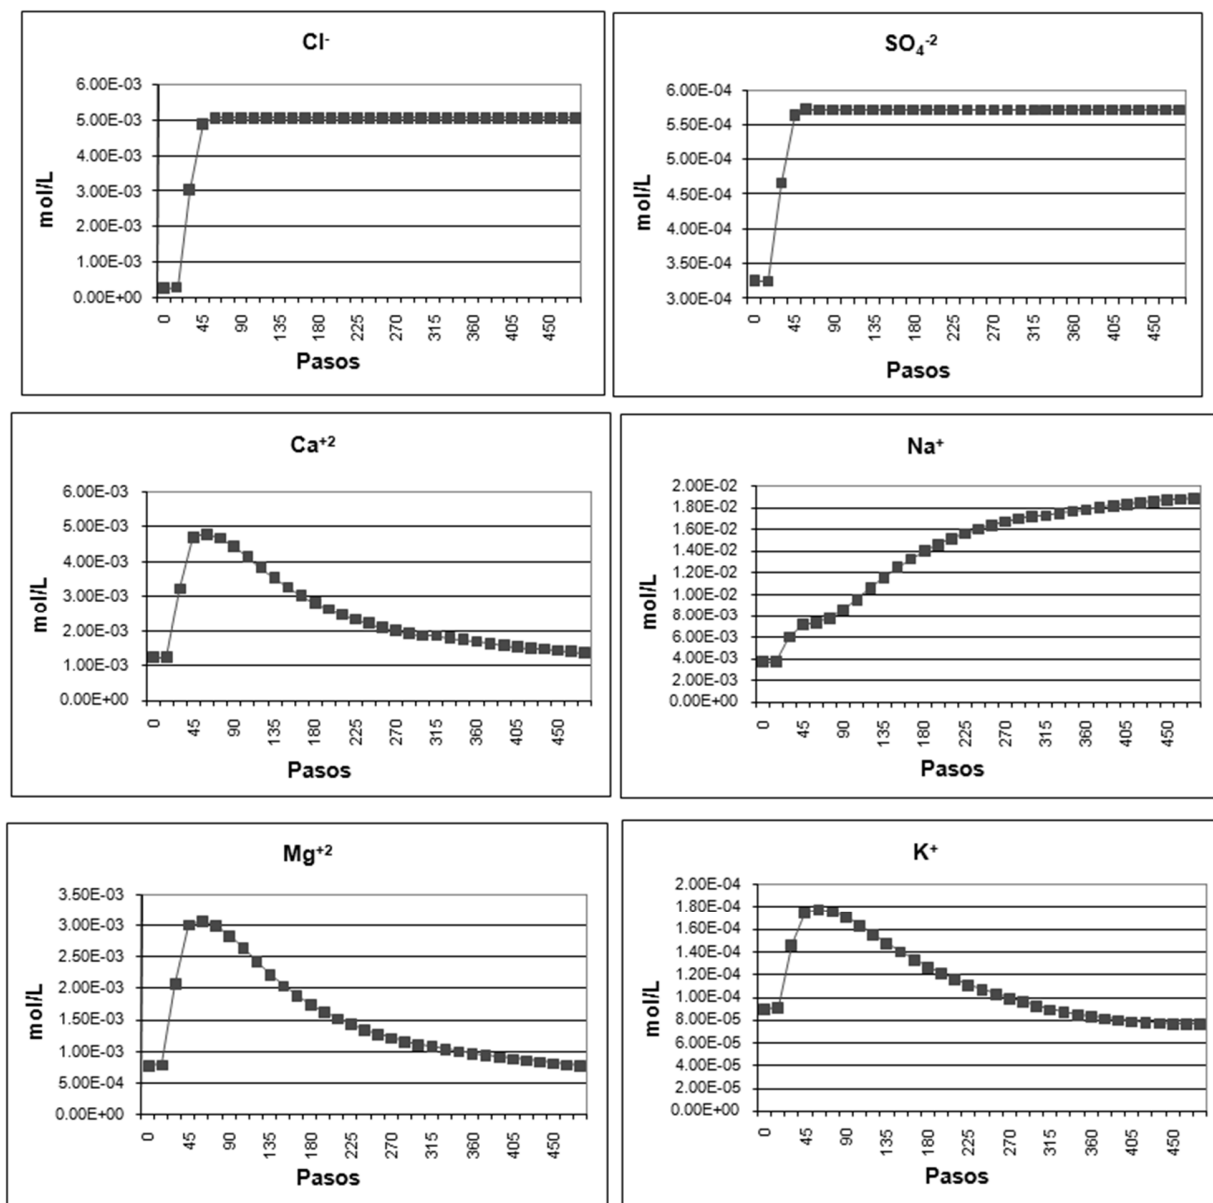 Cl-
mol/L
6.00E-03
5.00E-03
4.00E-03
3.00E-03
2.00E-03
1.00E-03
0.00E+00
0 45 90 135 180 225 270 315 360 405 450
Pasos
SO4-2
mol/L
6.00E-04
5.50E-04
5.00E-04
4.50E-04
4.00E-04
3.50E-04
3.00E-04
0 45 90 135 180 225 270 315 360 405 450
Pasos
Ca+2
mol/L
6.00E-03
5.00E-03
4.00E-03
3.00E-03
2.00E-03
1.00E-03
0.00E+00
0 45 90 135 180 225 270 315 360 405 450
Pasos
Na+
mol/L
2.00E-02
1.80E-02
1.60E-02
1.40E-02
1.20E-02
1.00E-02
8.00E-03
6.00E-03
4.00E-03
2.00E-03
0.00E+00
0 45 90 135 180 225 270 315 360 405 450
Pasos
Mg+2
mol/L
3.50E-03
3.00E-03
2.50E-03
2.00E-03
1.50E-03
1.00E-03
5.00E-04
0.00E+00
0 45 90 135 180 225 270 315 360 405 450
Pasos
K+
mol/L
2.00E-04
1.80E-04
1.60E-04
1.40E-04
1.20E-04
1.00E-04
8.00E-05
6.00E-05
4.00E-05
2.00E-05
0.00E+00
0 45 90 135 180 225 270 315 360 405 450
Pasos